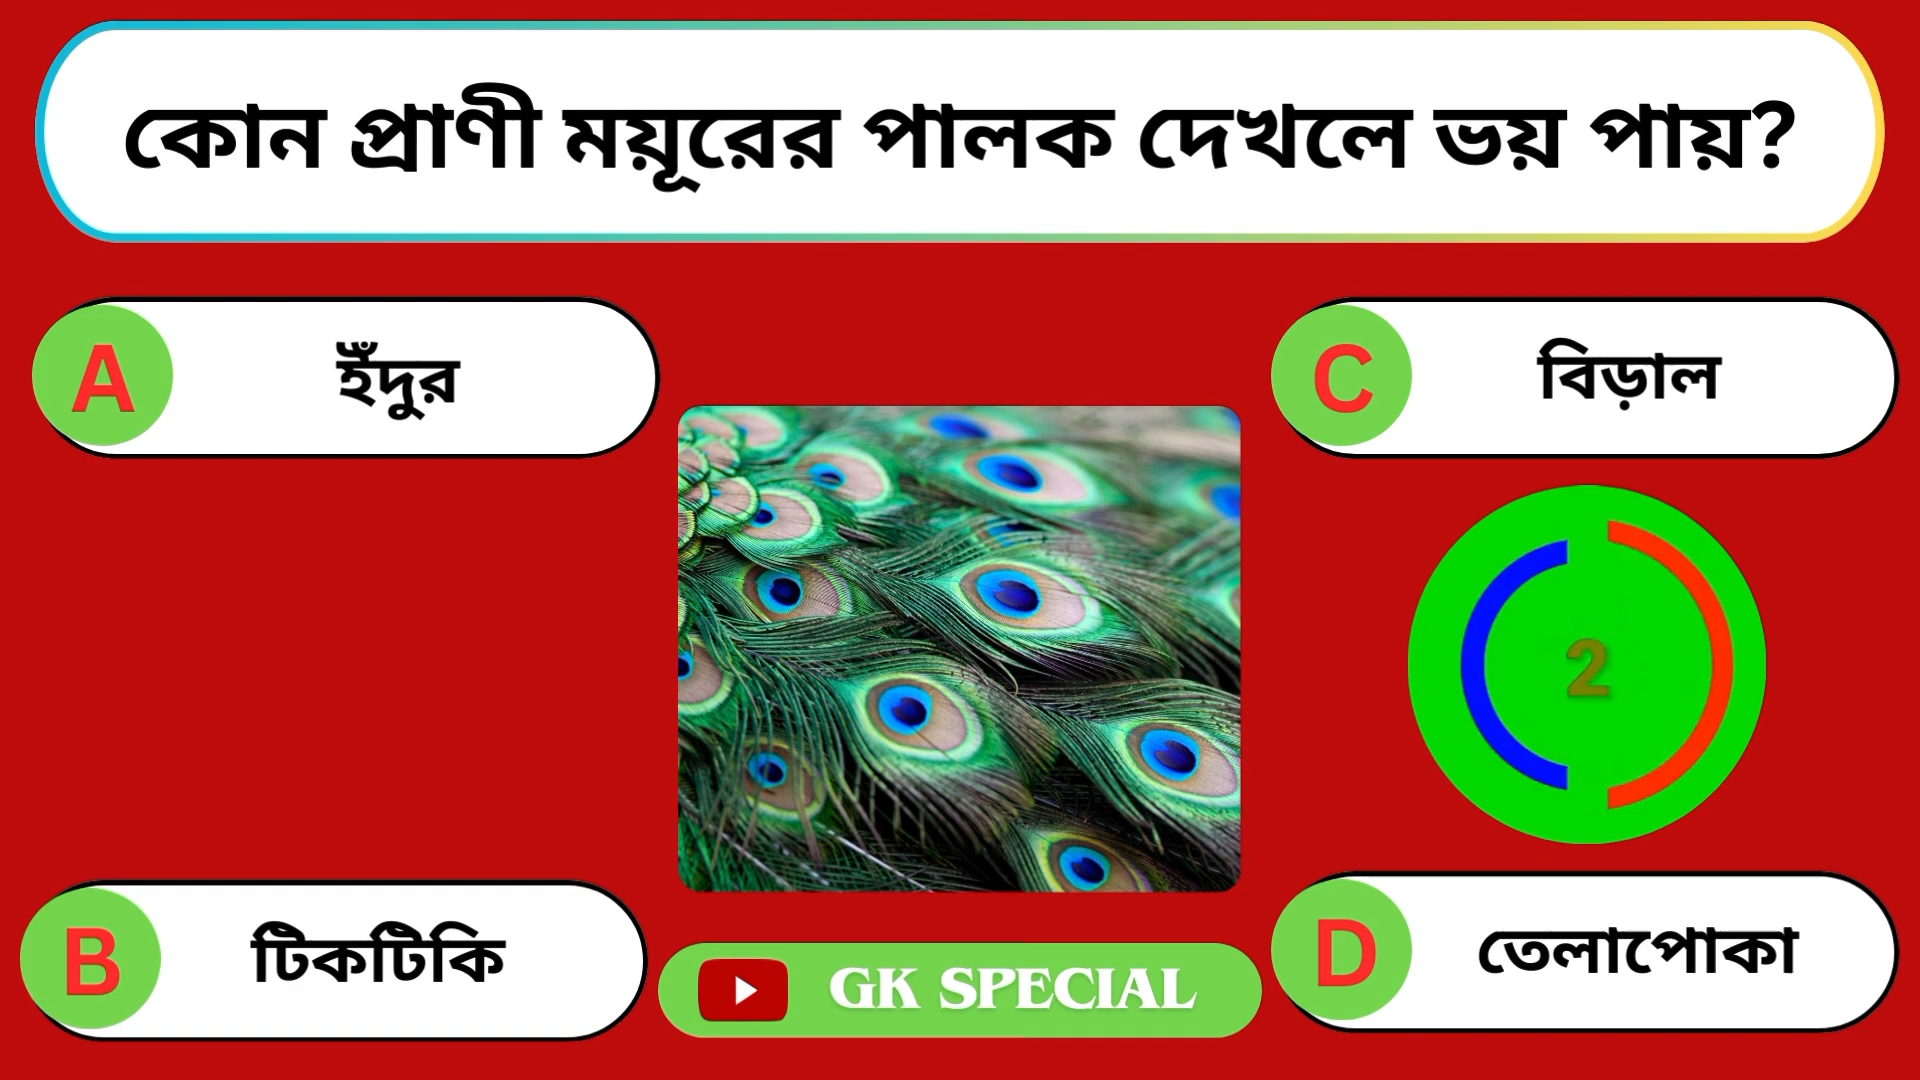 কোন প্রাণী ময়ূরের পালক দেখলে ভয় পায়?
A ইঁদুর
C বিড়াল
2
B টিকটিকি
D তেলাপোকা
GK SPECIAL